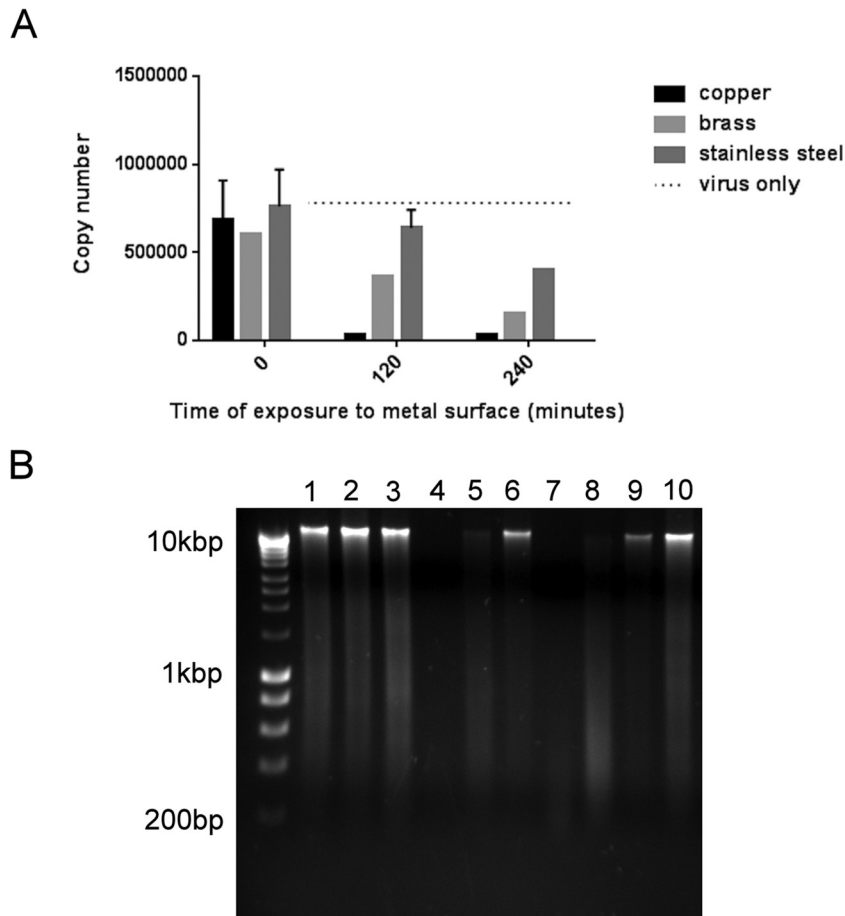 A
1500000
1000000
500000
0
Copy number
0
120
240
Time of exposure to metal surface (minutes)
copper
brass
stainless steel
virus only
B
1 2 3 4 5 6 7 8 9 10
10kbp
1kbp
200bp